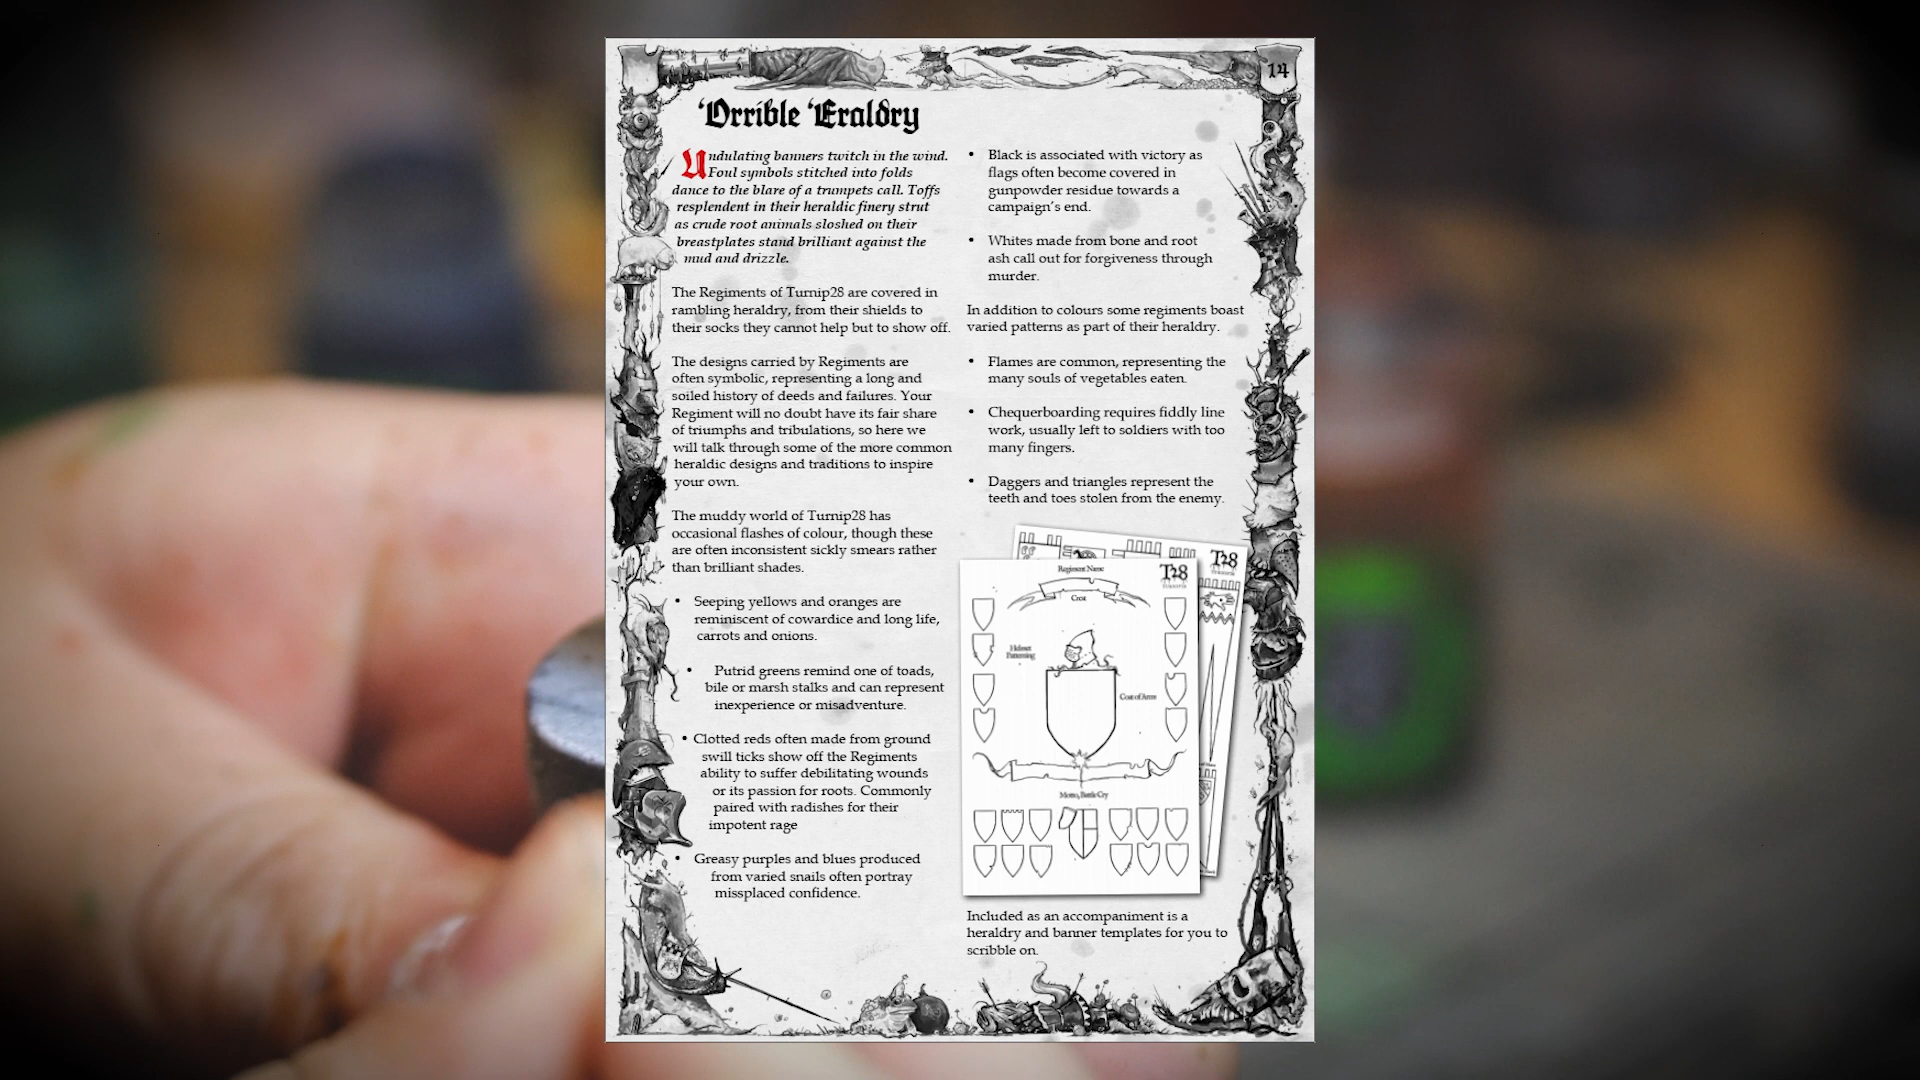 14
'Orrible 'Eraldry
Undulating banners twitch in the wind.
Foul symbols stitched into folds
dance to the blare of a trumpets call. Toffs
resplendent in their heraldic finery strut
as crude root animals sloshed on their
breastplates stand brilliant against the
mud and drizzle.
The Regiments of Turnip28 are covered in
rambling heraldry, from their shields to
their socks they cannot help but to show off.
The designs carried by Regiments are
often symbolic, representing a long and
soiled history of deeds and failures. Your
Regiment will no doubt have its fair share
of triumphs and tribulations, so here we
will talk through some of the more common
heraldic designs and traditions to inspire
your own.
The muddy world of Turnip28 has
occasional flashes of colour, though these
are often inconsistent sickly smears rather
than brilliant shades.
• Seeping yellows and oranges are
reminiscent of cowardice and long life,
carrots and onions.
• Putrid greens remind one of toads,
bile or marsh stalks and can represent
inexperience or misadventure.
• Clotted reds often made from ground
swill ticks show off the Regiments
ability to suffer debilitating wounds
or its passion for roots. Commonly
paired with radishes for their
impotent rage
• Greasy purples and blues produced
from varied snails often portray
missplaced confidence.
• Black is associated with victory as
flags often become covered in
gunpowder residue towards a
campaign's end.
• Whites made from bone and root
ash call out for forgiveness through
murder.
In addition to colours some regiments boast
varied patterns as part of their heraldry.
• Flames are common, representing the
many souls of vegetables eaten.
• Chequerboarding requires fiddly line
work, usually left to soldiers with too
many fingers.
• Daggers and triangles represent the
teeth and toes stolen from the enemy.
T28
T28
Regiment Name
Crest
Helmet
Patterning
Coat of Arms
Motto, Battle Cry
Included as an accompaniment is a
heraldry and banner templates for you to
scribble on.